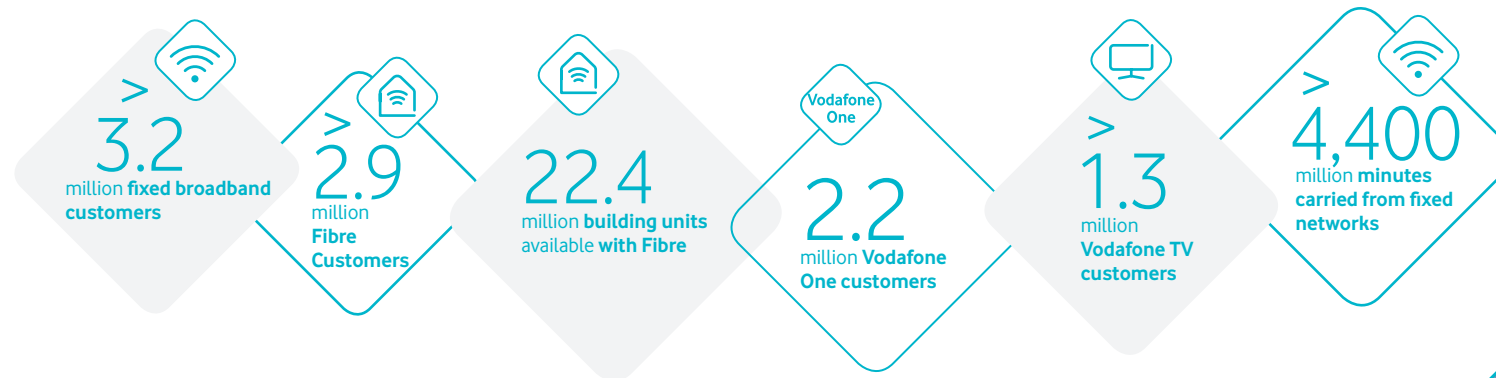 >
3.2
million fixed broadband
customers
>
2.9
million
Fibre
Customers
22.4
million building units
available with Fibre
Vodafone
One
2.2
million Vodafone
One customers
>
1.3
million
Vodafone TV
customers
>
4,400
million minutes
carried from fixed
networks